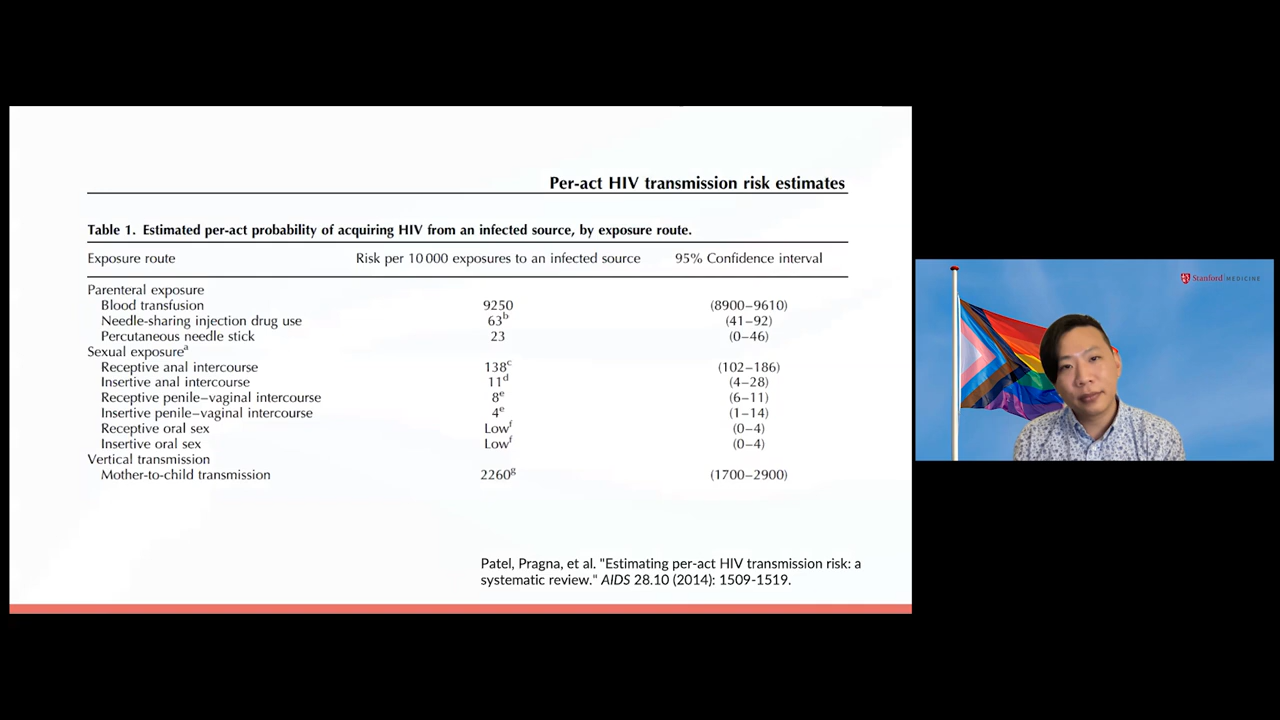 Per-act HIV transmission risk estimates
Table 1. Estimated per-act probability of acquiring HIV from an infected source, by exposure route.
Exposure route Risk per 10 000 exposures to an infected source 95% Confidence interval
Parenteral exposure
Blood transfusion 9250 (8900–9610)
Needle-sharing injection drug use 63b (41–92)
Percutaneous needle stick 23 (0–46)
Sexual exposurea
Receptive anal intercourse 138c (102–186)
Insertive anal intercourse 11d (4–28)
Receptive penile–vaginal intercourse 8e (6–11)
Insertive penile–vaginal intercourse 4e (1–14)
Receptive oral sex Lowf (0–4)
Insertive oral sex Lowf (0–4)
Vertical transmission
Mother-to-child transmission 2260g (1700–2900)
Patel, Pragna, et al. "Estimating per-act HIV transmission risk: a
systematic review." AIDS 28.10 (2014): 1509-1519.
Stanford MEDICINE